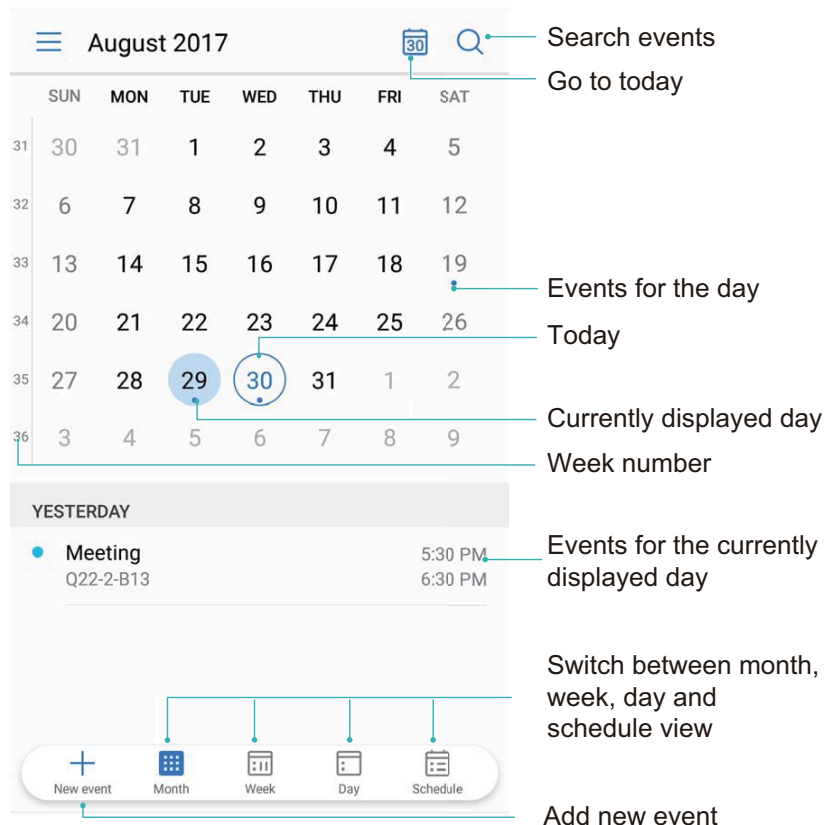 August 2017
30
Search events
Go to today
SUN MON TUE WED THU FRI SAT
31 30 31 1 2 3 4 5
32 6 7 8 9 10 11 12
33 13 14 15 16 17 18 19
Events for the day
34 20 21 22 23 24 25 26
Today
35 27 28 29 30 31 1 2
Currently displayed day
36 3 4 5 6 7 8 9
Week number
YESTERDAY
Meeting 5:30 PM
Q22-2-B13 6:30 PM
Events for the currently
displayed day
Switch between month,
week, day and
schedule view
New event Month Week Day Schedule
Add new event